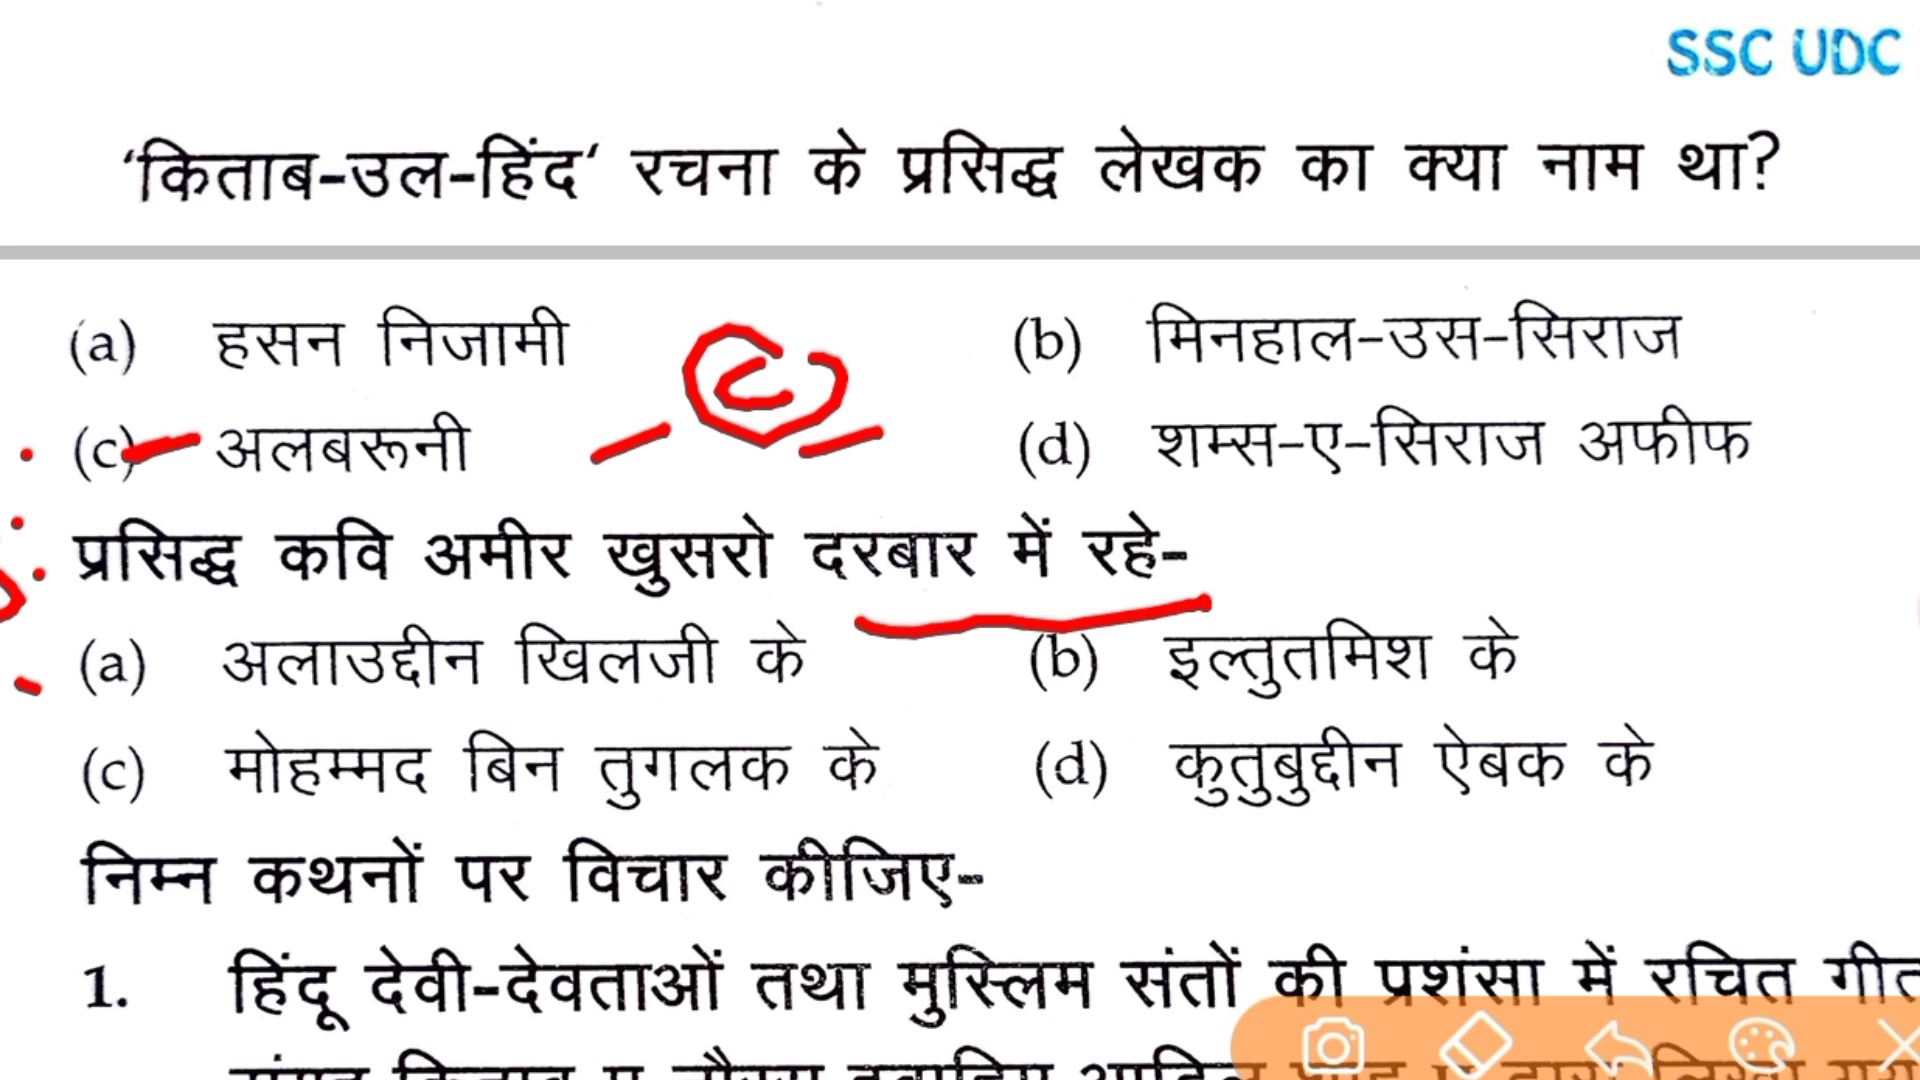 SSC UDC
‘किताब-उल-हिंद‘ रचना के प्रसिद्ध लेखक का क्या नाम था?
(a) हसन निजामी (b) मिनहाल-उस-सिराज
C
(c) अलबरूनी (d) शम्स-ए-सिराज अफीफ
प्रसिद्ध कवि अमीर खुसरो दरबार में रहे-
(a) अलाउद्दीन खिलजी के (b) इल्तुतमिश के
(c) मोहम्मद बिन तुगलक के (d) कुतुबुद्दीन ऐबक के
निम्न कथनों पर विचार कीजिए-
1. हिंदू देवी-देवताओं तथा मुस्लिम संतों की प्रशंसा में रचित